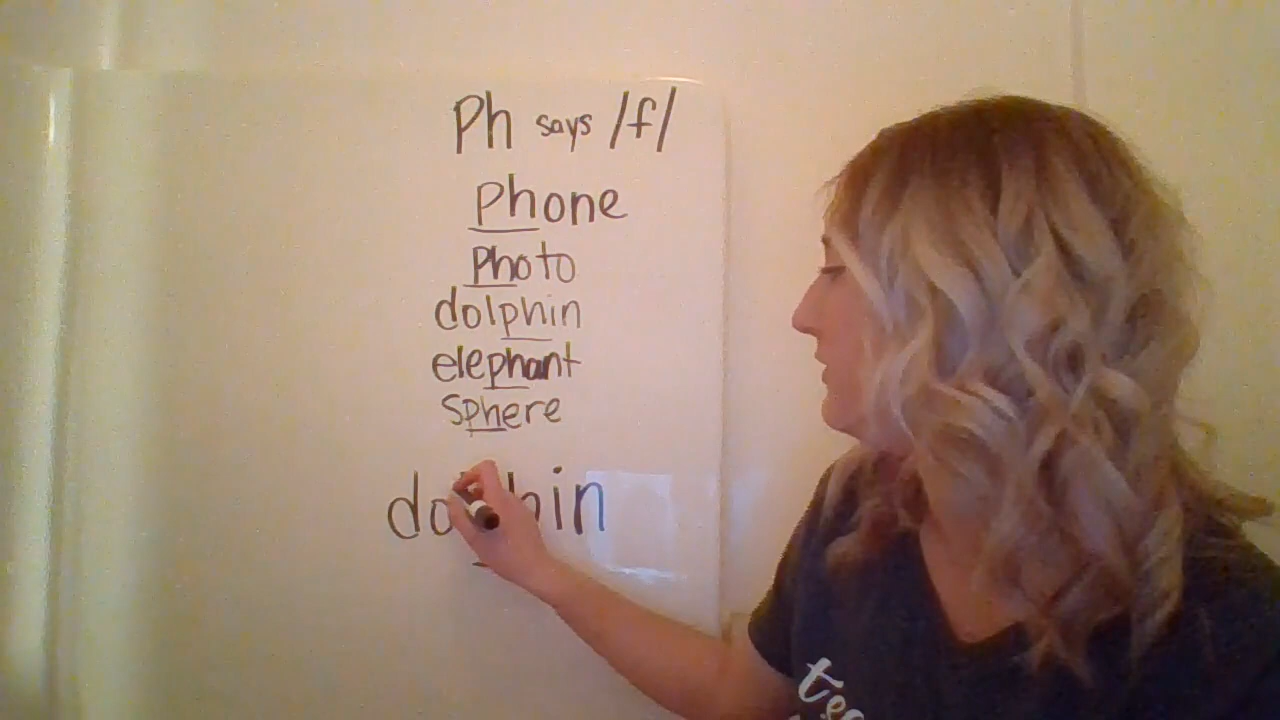 Ph says /f/
Phone
Photo
dolphin
elephant
Sphere